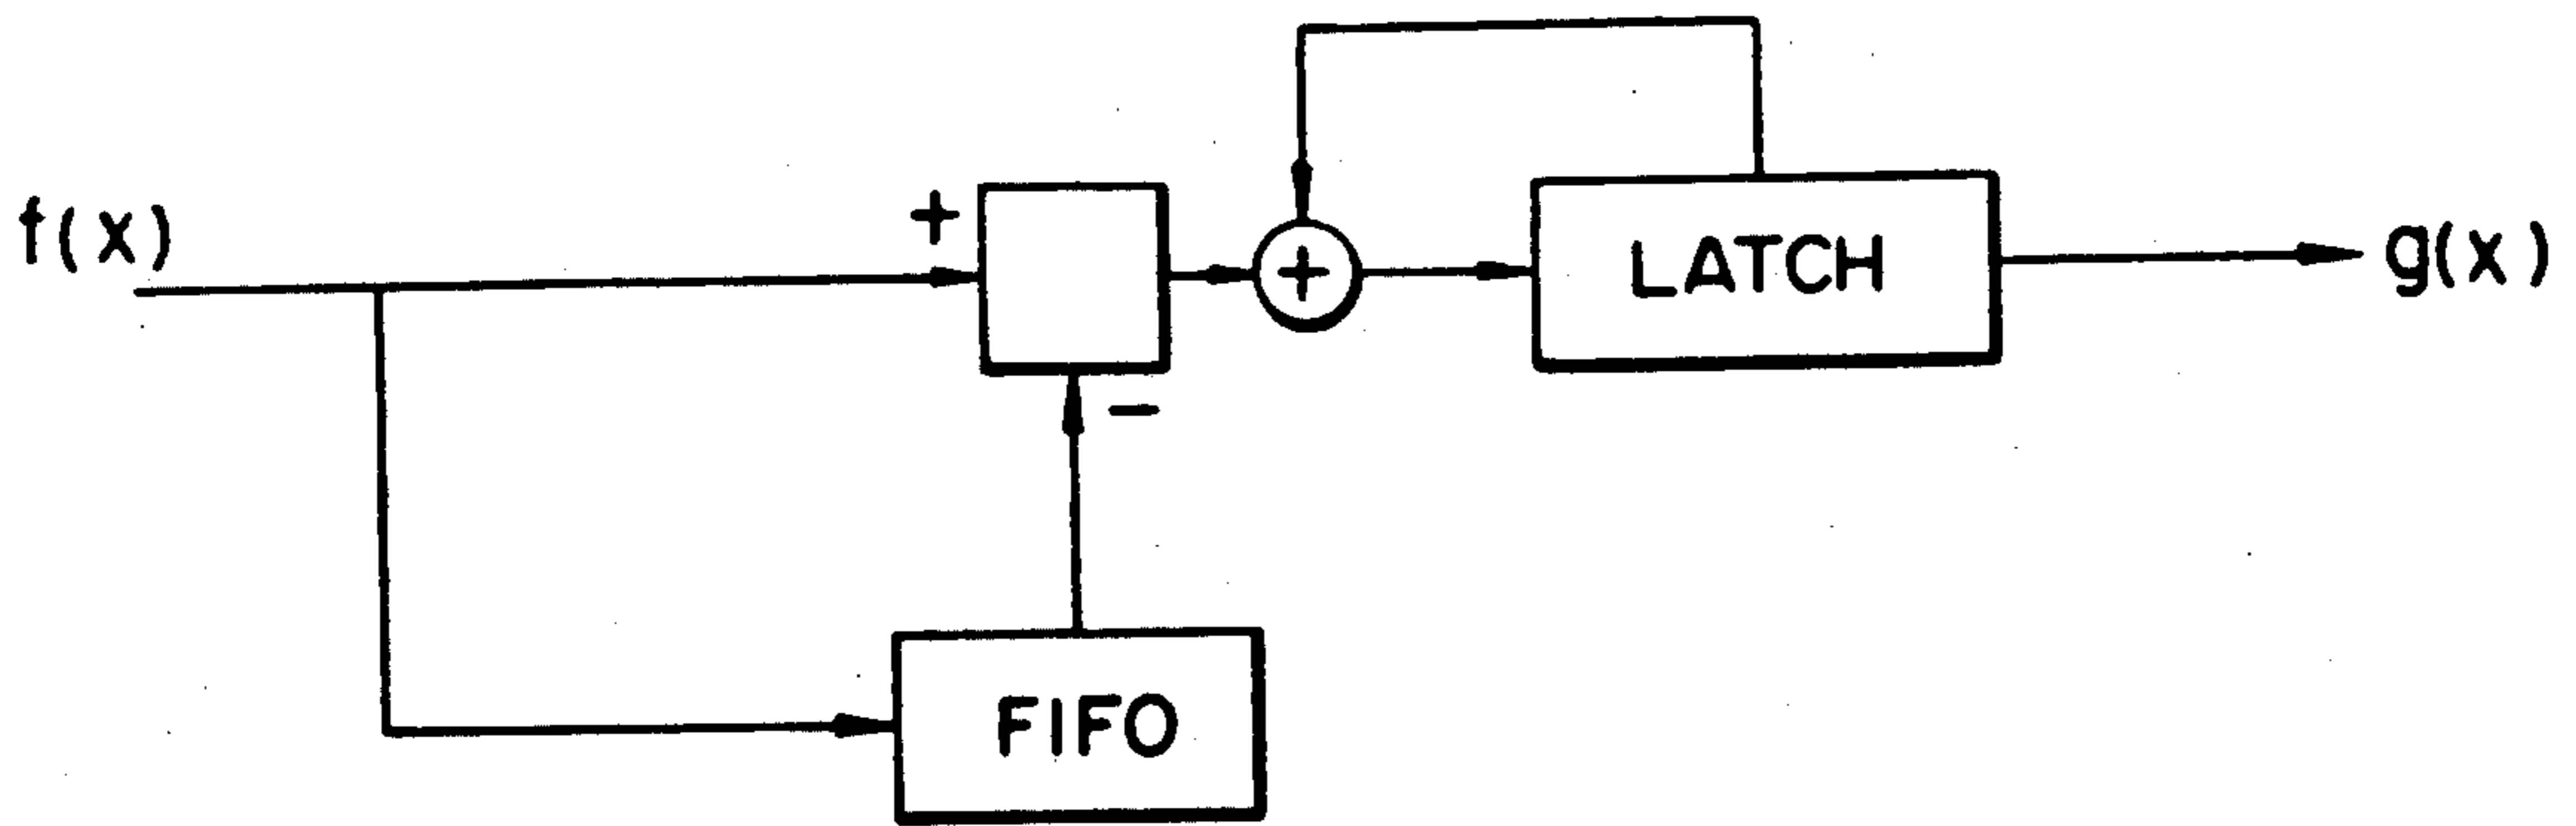 f(x)
+
+
LATCH
g(x)
−
FIFO